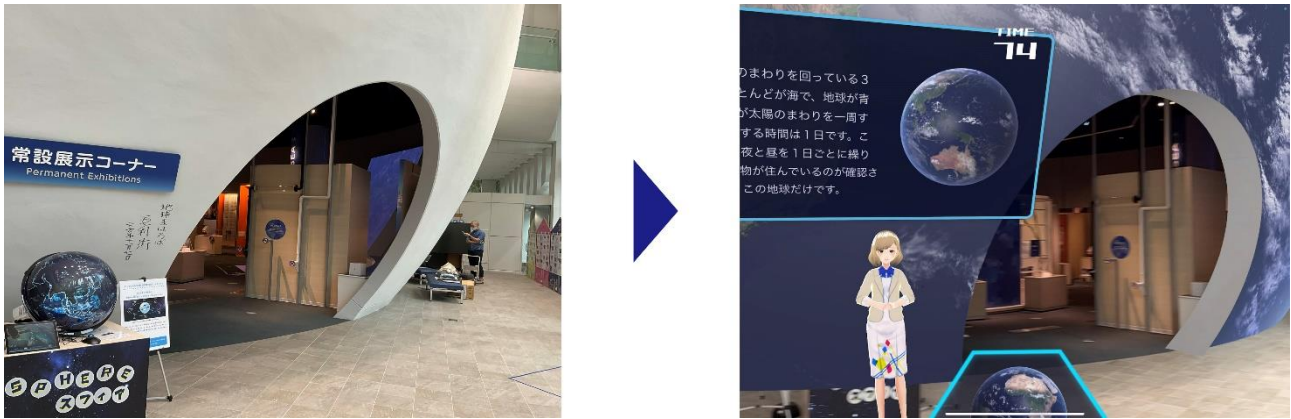 常設展示コーナー
Permanent Exhibitions
SPHERE
スフィア
TIME
74
のまわりを回っている3
とんどが海で、地球が青
が太陽のまわりを一周す
する時間は1日です。こ
夜と昼を1日ごとに繰り
物が住んでいるのが確認さ
この地球だけです。